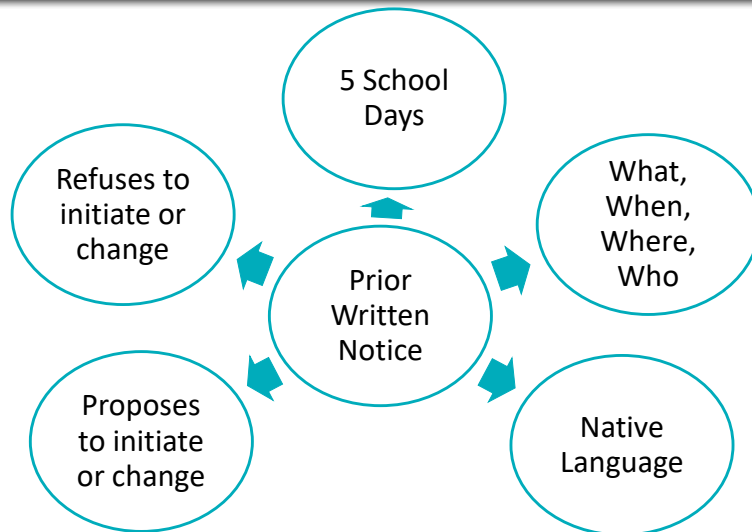 5 School
Days
Refuses to
initiate or
change
What,
When,
Where,
Who
Prior
Written
Notice
Proposes
to initiate
or change
Native
Language